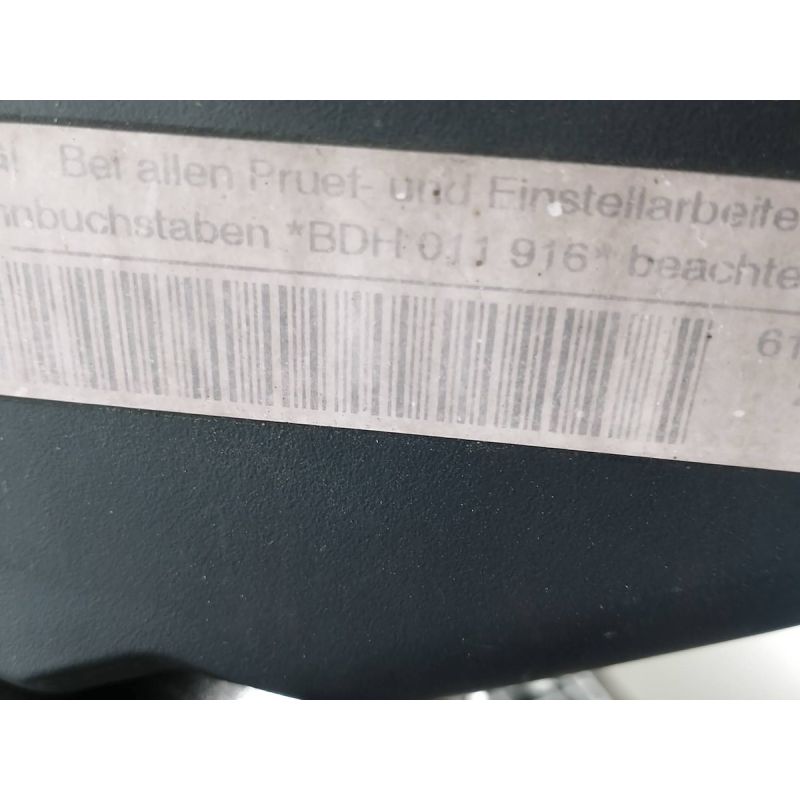 Bei allen Pruef- und Einstellarbeite
nnbuchstaben *BDH 011 916* beachte
61